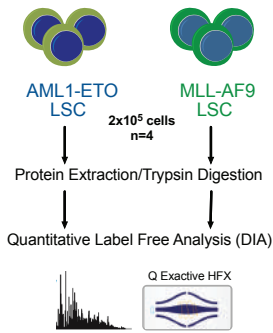 AML1-ETO
LSC
MLL-AF9
LSC
2x10⁵ cells
n=4
Protein Extraction/Trypsin Digestion
Quantitative Label Free Analysis (DIA)
Q Exactive HFX